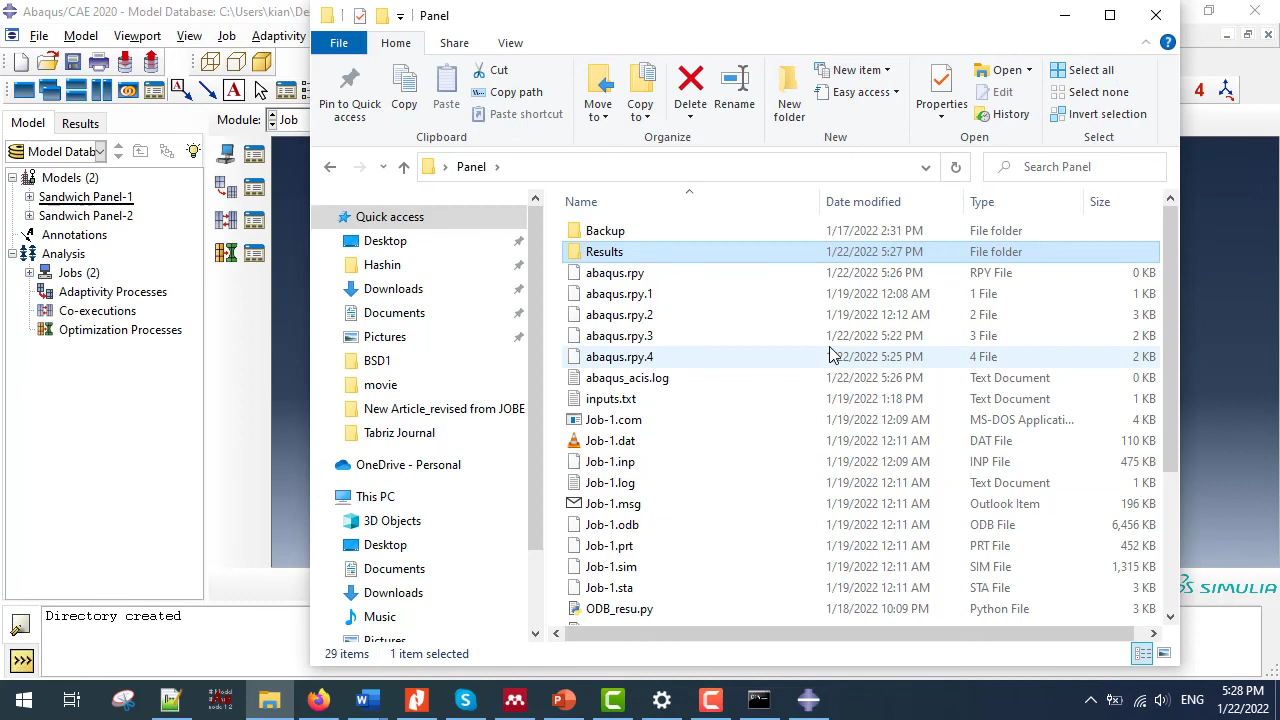 Abaqus/CAE 2020 - Model Database: C:\Users\kian\De
File Model Viewport View Job Adaptivity
Module: Job
Model Results
Model Datab
Models (2)
Sandwich Panel-1
Sandwich Panel-2
Annotations
Analysis
Jobs (2)
Adaptivity Processes
Co-executions
Optimization Processes
Directory created
>>>
4
SIMULIA
Panel
File Home Share View
Pin to Quick access
Copy
Paste
Cut
Copy path
Paste shortcut
Clipboard
Move to
Copy to
Delete
Rename
Organize
New folder
New item
Easy access
New
Properties
Open
Edit
History
Open
Select all
Select none
Invert selection
Select
Panel
Search Panel
Quick access
Desktop
Hashin
Downloads
Documents
Pictures
BSD1
movie
New Article_revised from JOBE
Tabriz Journal
OneDrive - Personal
This PC
3D Objects
Desktop
Documents
Downloads
Music
Pictures
Name Date modified Type Size
Backup 1/17/2022 2:31 PM File folder
Results 1/22/2022 5:27 PM File folder
abaqus.rpy 1/22/2022 5:26 PM RPY File 0 KB
abaqus.rpy.1 1/19/2022 12:08 AM 1 File 1 KB
abaqus.rpy.2 1/19/2022 12:12 AM 2 File 3 KB
abaqus.rpy.3 1/22/2022 5:22 PM 3 File 2 KB
abaqus.rpy.4 /22/2022 5:25 PM 4 File 2 KB
abaqus_acis.log 1/22/2022 5:26 PM Text Document 0 KB
inputs.txt 1/19/2022 1:18 PM Text Document 1 KB
Job-1.com 1/19/2022 12:09 AM MS-DOS Applicati... 4 KB
Job-1.dat 1/19/2022 12:11 AM DAT File 110 KB
Job-1.inp 1/19/2022 12:09 AM INP File 475 KB
Job-1.log 1/19/2022 12:11 AM Text Document 1 KB
Job-1.msg 1/19/2022 12:11 AM Outlook Item 196 KB
Job-1.odb 1/19/2022 12:11 AM ODB File 6,456 KB
Job-1.prt 1/19/2022 12:11 AM PRT File 452 KB
Job-1.sim 1/19/2022 12:11 AM SIM File 1,315 KB
Job-1.sta 1/19/2022 12:11 AM STA File 3 KB
ODB_resu.py 1/18/2022 10:09 PM Python File 3 KB
29 items 1 item selected
ENG
5:28 PM
1/22/2022